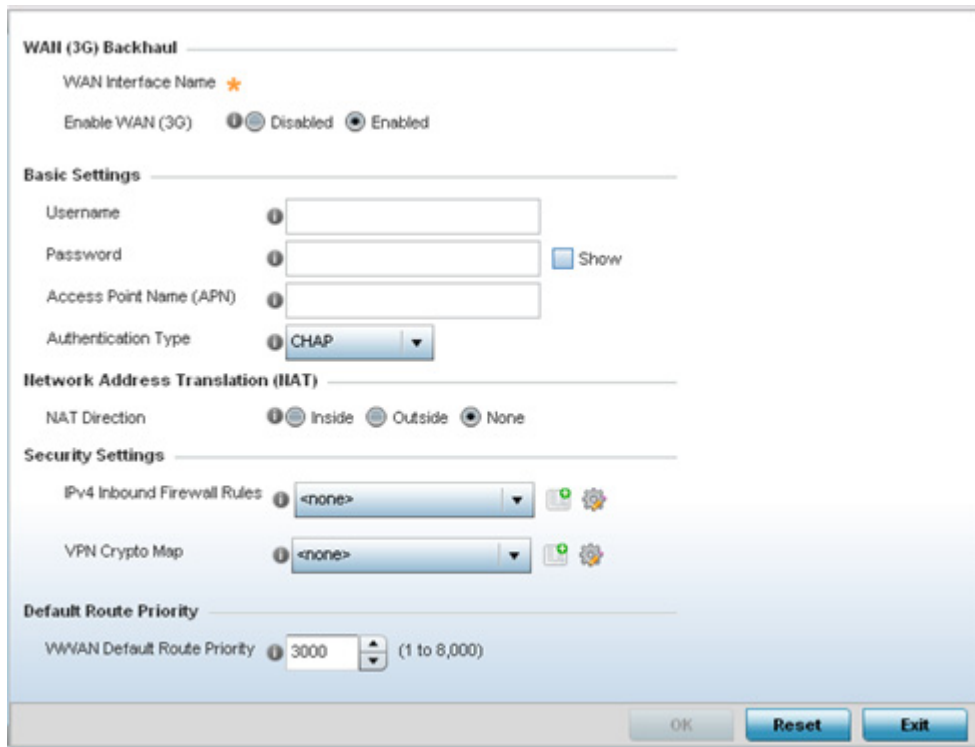 WAN (3G) Backhaul
WAN Interface Name
Enable WAN (3G) Disabled Enabled
Basic Settings
Username
Password Show
Access Point Name (APN)
Authentication Type CHAP
Network Address Translation (NAT)
NAT Direction Inside Outside None
Security Settings
IPv4 Inbound Firewall Rules <none>
VPN Crypto Map <none>
Default Route Priority
WWAN Default Route Priority 3000 (1 to 8,000)
OK Reset Exit